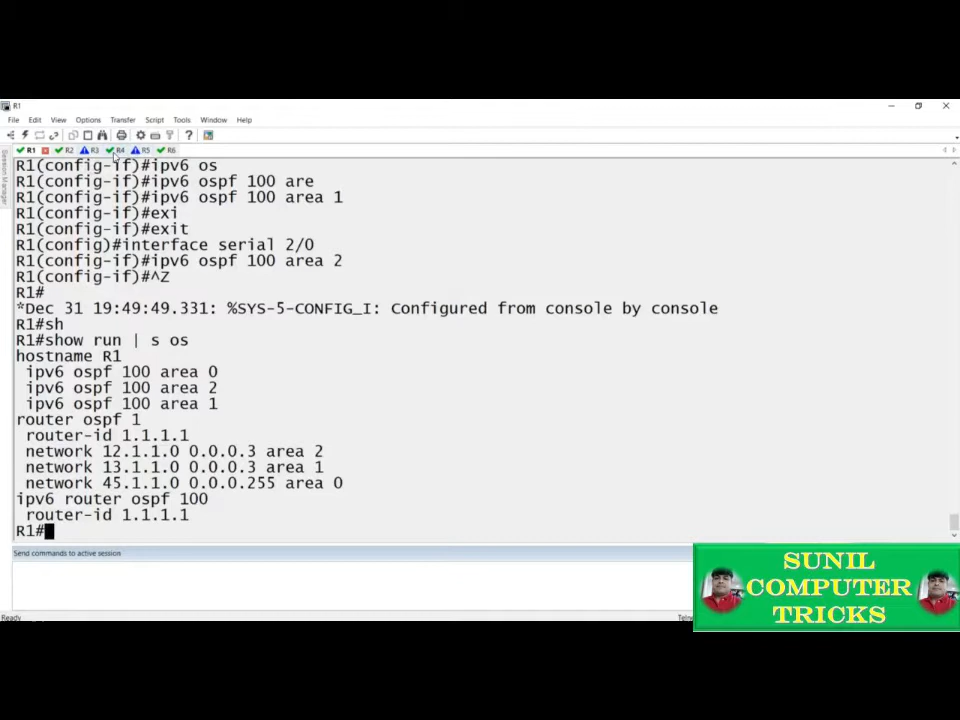 R1
File Edit View Options Transfer Script Tools Window Help
R1 R2 R3 R4 R5 R6
Session Manager
R1(config-if)#ipv6 os
R1(config-if)#ipv6 ospf 100 are
R1(config-if)#ipv6 ospf 100 area 1
R1(config-if)#exi
R1(config-if)#exit
R1(config)#interface serial 2/0
R1(config-if)#ipv6 ospf 100 area 2
R1(config-if)#^Z
R1#
*Dec 31 19:49:49.331: %SYS-5-CONFIG_I: Configured from console by console
R1#sh
R1#show run | s os
hostname R1
 ipv6 ospf 100 area 0
 ipv6 ospf 100 area 2
 ipv6 ospf 100 area 1
router ospf 1
 router-id 1.1.1.1
 network 12.1.1.0 0.0.0.3 area 2
 network 13.1.1.0 0.0.0.3 area 1
 network 45.1.1.0 0.0.0.255 area 0
ipv6 router ospf 100
 router-id 1.1.1.1
R1#
Send commands to active session
SUNIL
COMPUTER
TRICKS
Ready